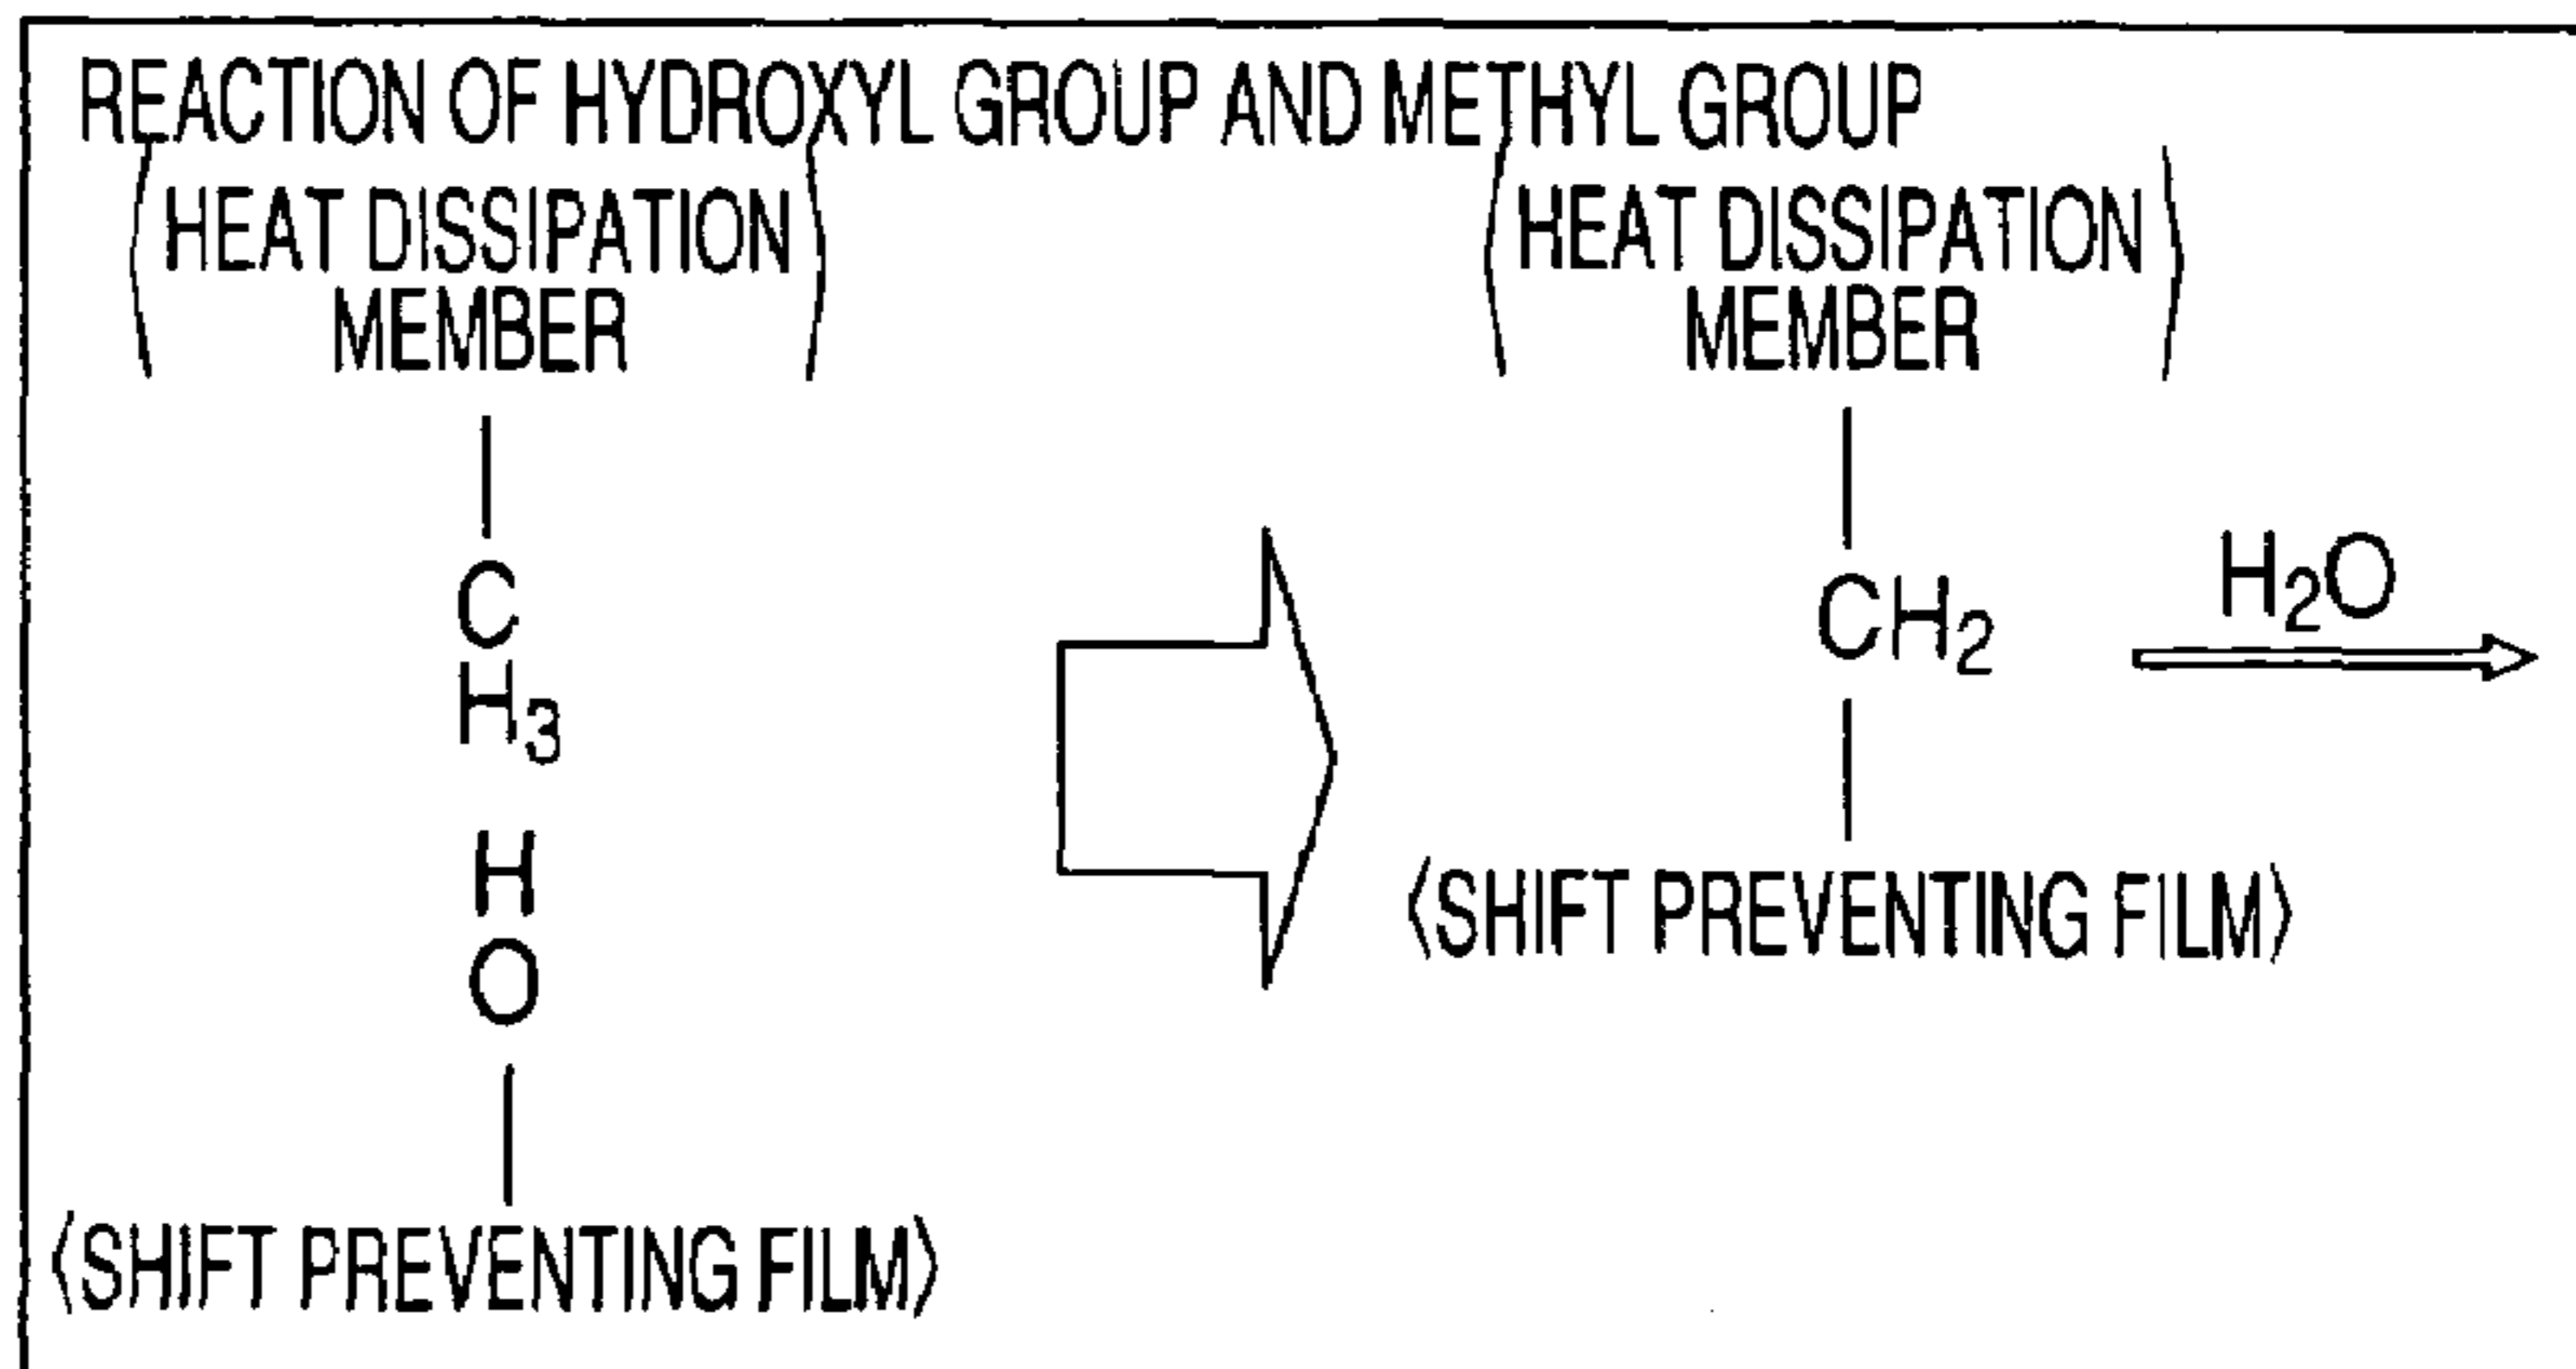 REACTION OF HYDROXYL GROUP AND METHYL GROUP
⟨HEAT DISSIPATION
MEMBER⟩
C
H₃
H
O
⟨SHIFT PREVENTING FILM⟩
⟨HEAT DISSIPATION
MEMBER⟩
CH₂
⟨SHIFT PREVENTING FILM⟩
H₂O